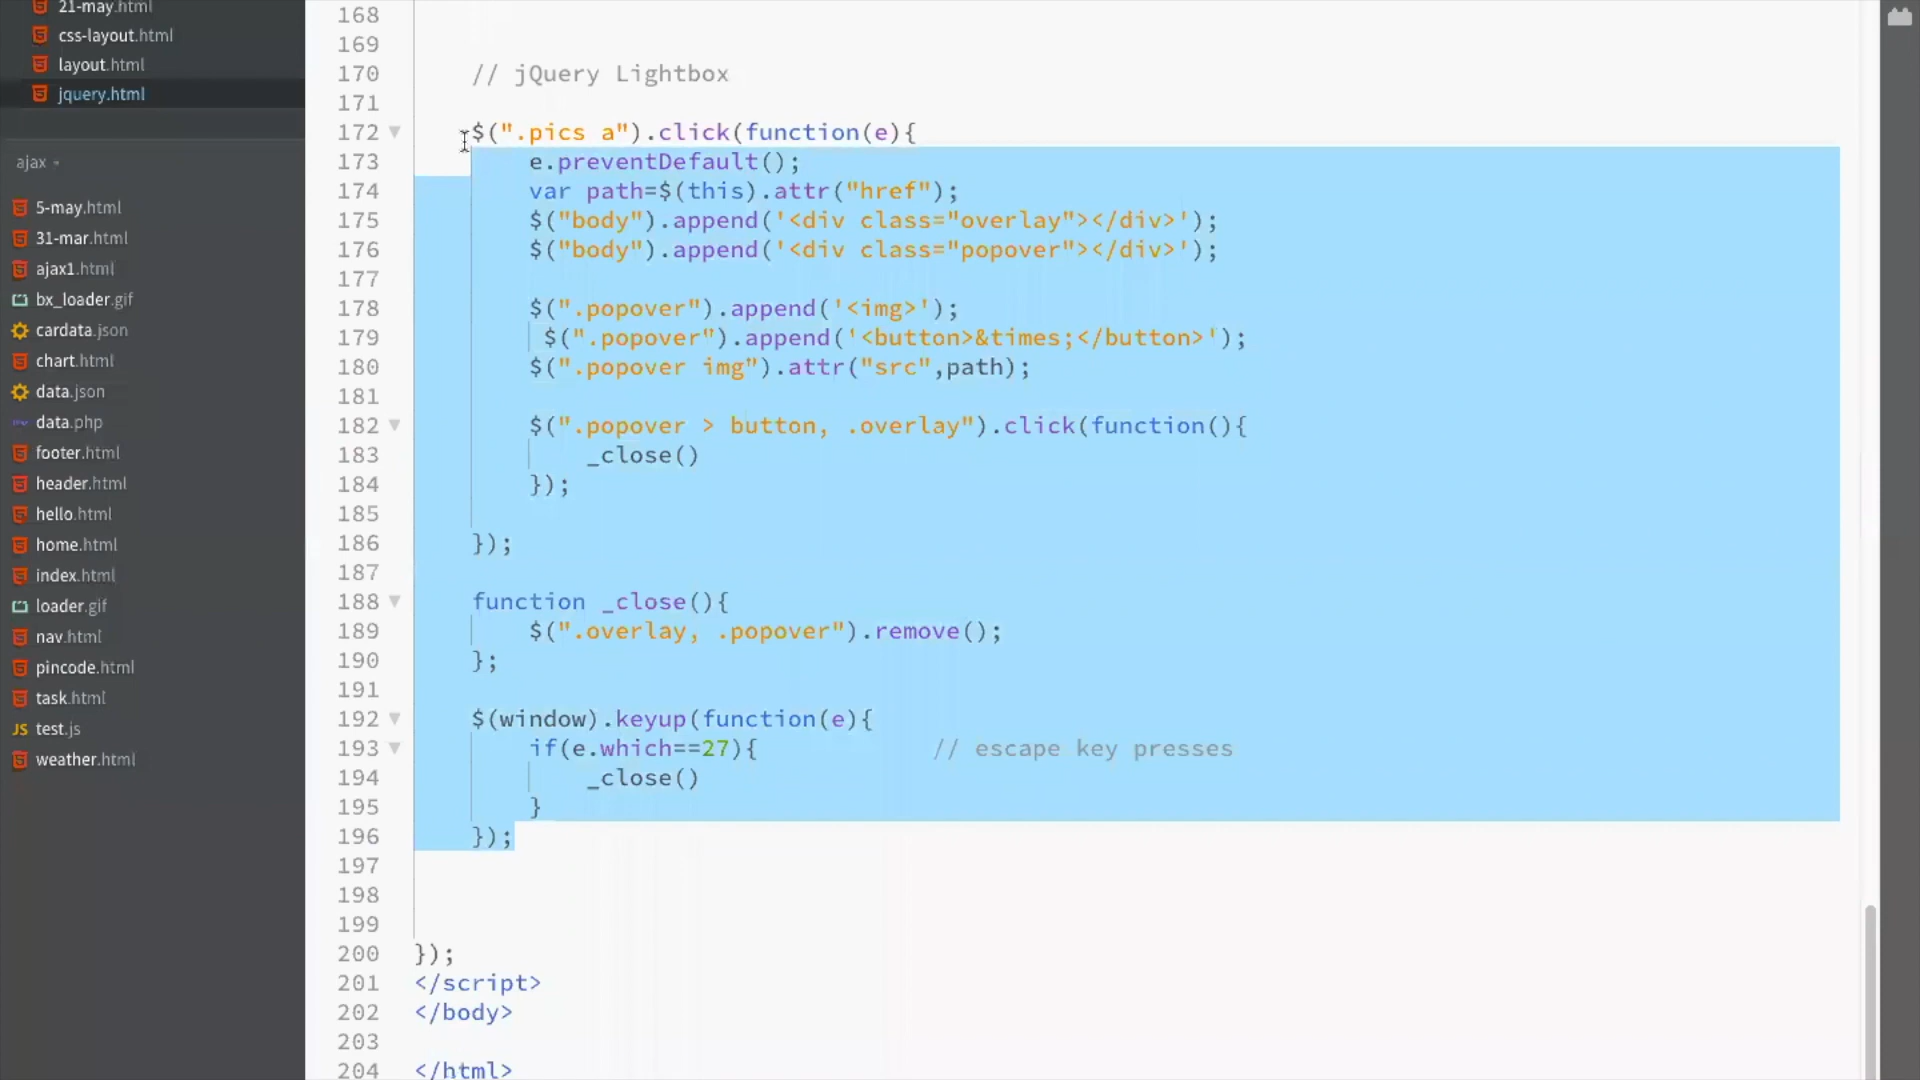 21-may.html
css-layout.html
layout.html
jquery.html
ajax
5-may.html
31-mar.html
ajax1.html
bx_loader.gif
cardata.json
chart.html
data.json
data.php
footer.html
header.html
hello.html
home.html
index.html
loader.gif
nav.html
pincode.html
task.html
JS test.js
weather.html
168
169
170 // jQuery Lightbox
171
172 $(".pics a").click(function(e){
173 e.preventDefault();
174 var path=$(this).attr("href");
175 $("body").append('<div class="overlay"></div>');
176 $("body").append('<div class="popover"></div>');
177
178 $(".popover").append('<img>');
179 $(".popover").append('<button>&times;</button>');
180 $(".popover img").attr("src",path);
181
182 $(".popover > button, .overlay").click(function(){
183 _close()
184 });
185
186 });
187
188 function _close(){
189 $(".overlay, .popover").remove();
190 };
191
192 $(window).keyup(function(e){
193 if(e.which==27){ // escape key presses
194 _close()
195 }
196 });
197
198
199
200 });
201 </script>
202 </body>
203
204 </html>